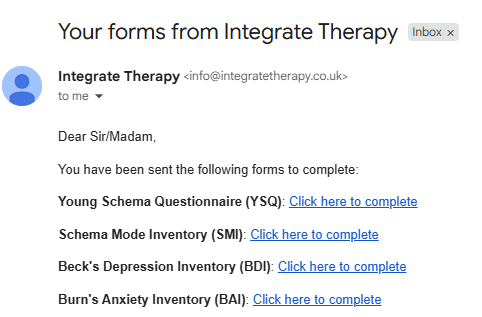 Your forms from Integrate Therapy Inbox ×
Integrate Therapy <info@integratetherapy.co.uk>
to me
Dear Sir/Madam,
You have been sent the following forms to complete:
Young Schema Questionnaire (YSQ): Click here to complete
Schema Mode Inventory (SMI): Click here to complete
Beck's Depression Inventory (BDI): Click here to complete
Burn's Anxiety Inventory (BAI): Click here to complete